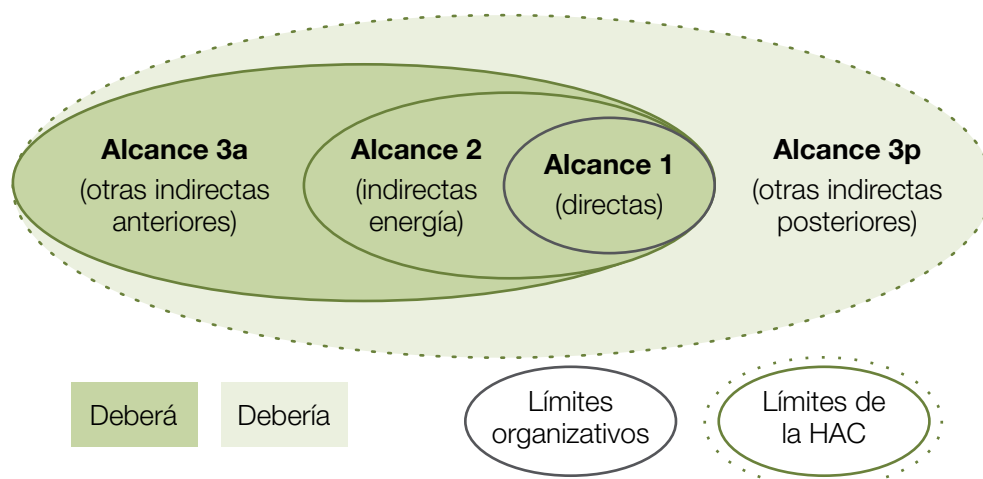 Alcance 3a
(otras indirectas
anteriores)
Alcance 2
(indirectas
energía)
Alcance 1
(directas)
Alcance 3p
(otras indirectas
posteriores)
Deberá
Debería
Límites
organizativos
Límites de
la HAC